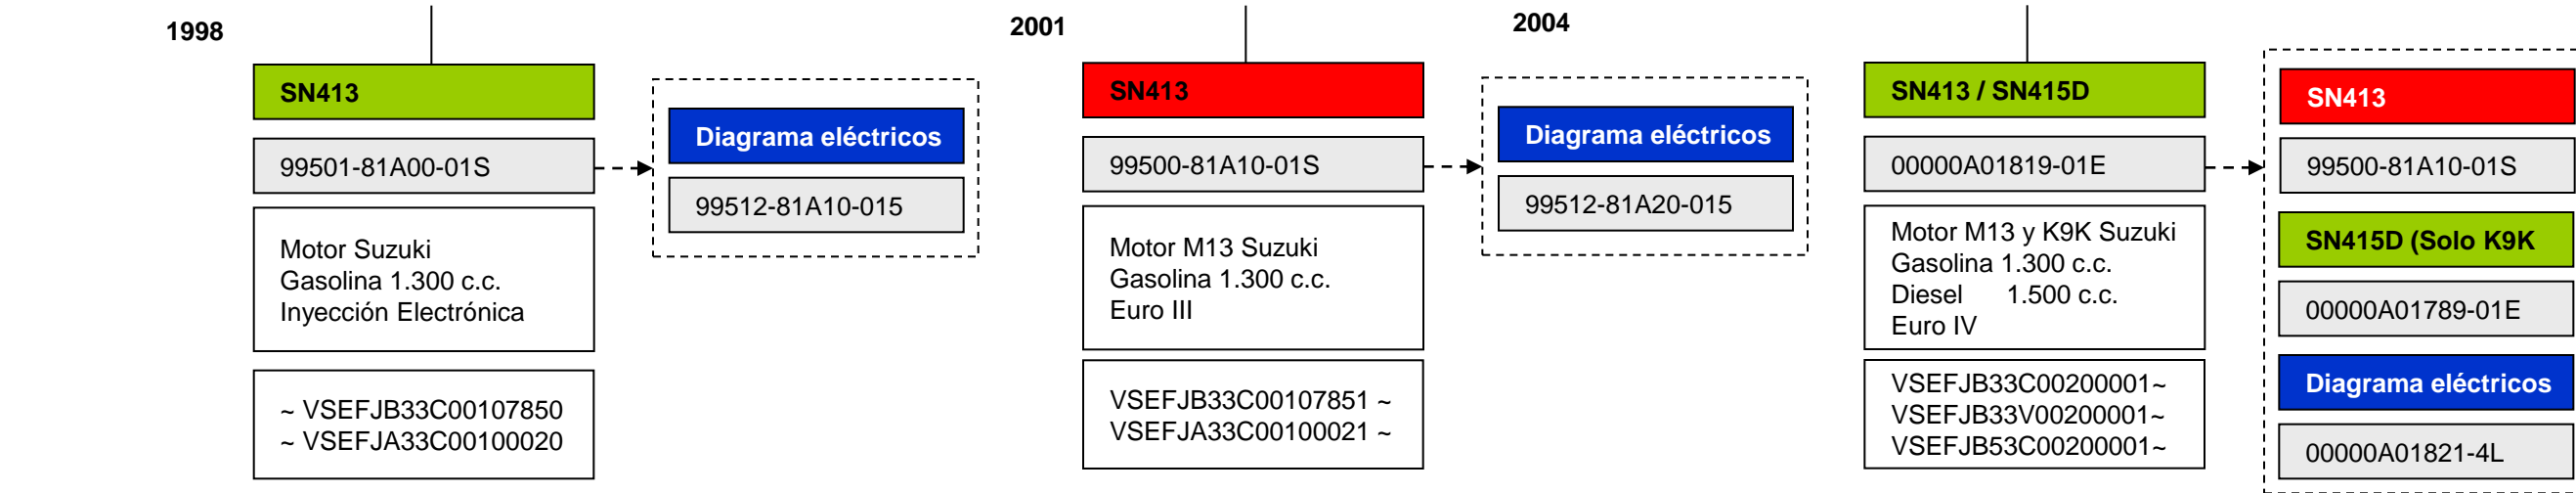 1998
SN413
99501-81A00-01S
Motor Suzuki
Gasolina 1.300 c.c.
Inyección Electrónica
~ VSEFJB33C00107850
~ VSEFJA33C00100020
Diagrama eléctricos
99512-81A10-015
2001
SN413
99500-81A10-01S
Motor M13 Suzuki
Gasolina 1.300 c.c.
Euro III
VSEFJB33C00107851 ~
VSEFJA33C00100021 ~
2004
Diagrama eléctricos
99512-81A20-015
SN413 / SN415D
00000A01819-01E
Motor M13 y K9K Suzuki
Gasolina 1.300 c.c.
Diesel 1.500 c.c.
Euro IV
VSEFJB33C00200001~
VSEFJB33V00200001~
VSEFJB53C00200001~
SN413
99500-81A10-01S
SN415D (Solo K9K
00000A01789-01E
Diagrama eléctricos
00000A01821-4L